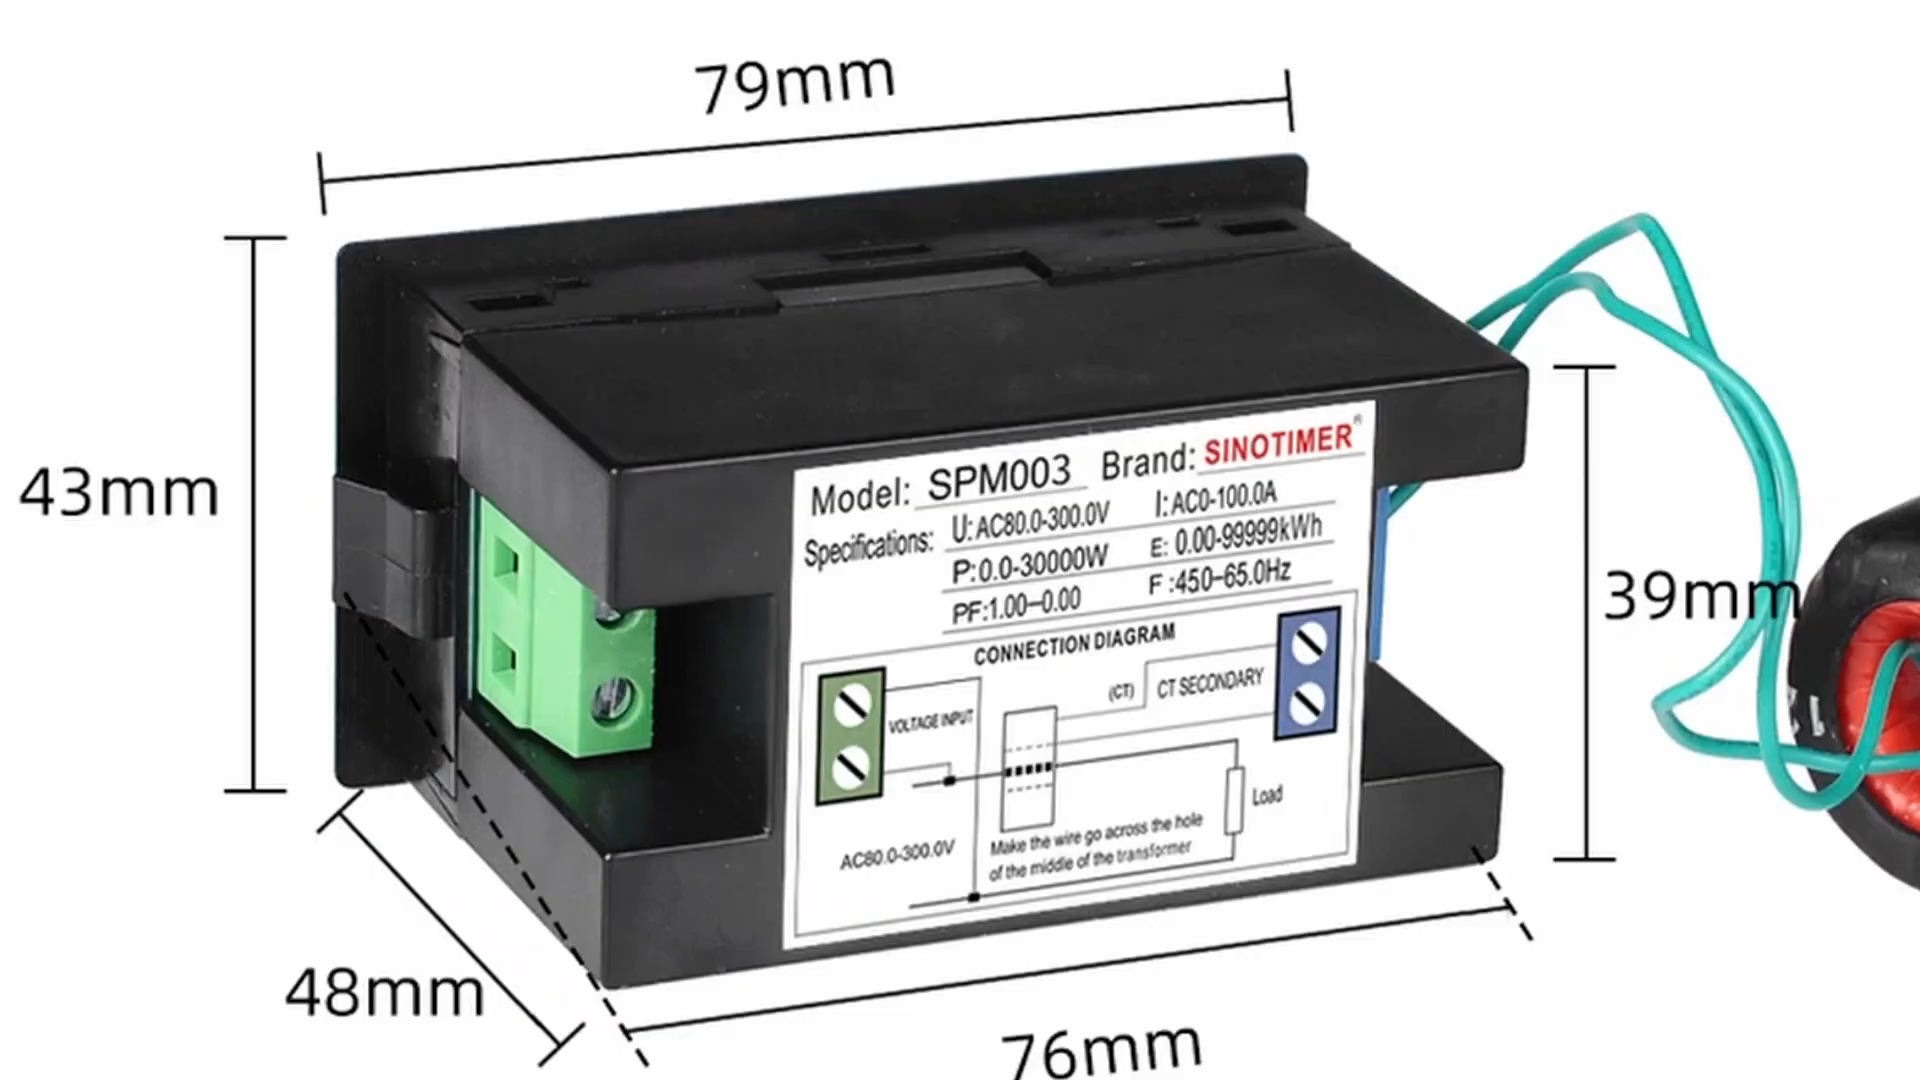 79mm
43mm
Model: SPM003 Brand: SINOTIMER®
Specifications: U: AC80.0-300.0V I: AC0-100.0A
P: 0.0-30000W E: 0.00-99999kWh
PF: 1.00-0.00 F: 450-65.0Hz
39mm
CONNECTION DIAGRAM
(CT) CT SECONDARY
VOLTAGE INPUT
Load
AC80.0-300.0V
Make the wire go across the hole
of the middle of the transformer
48mm
76mm